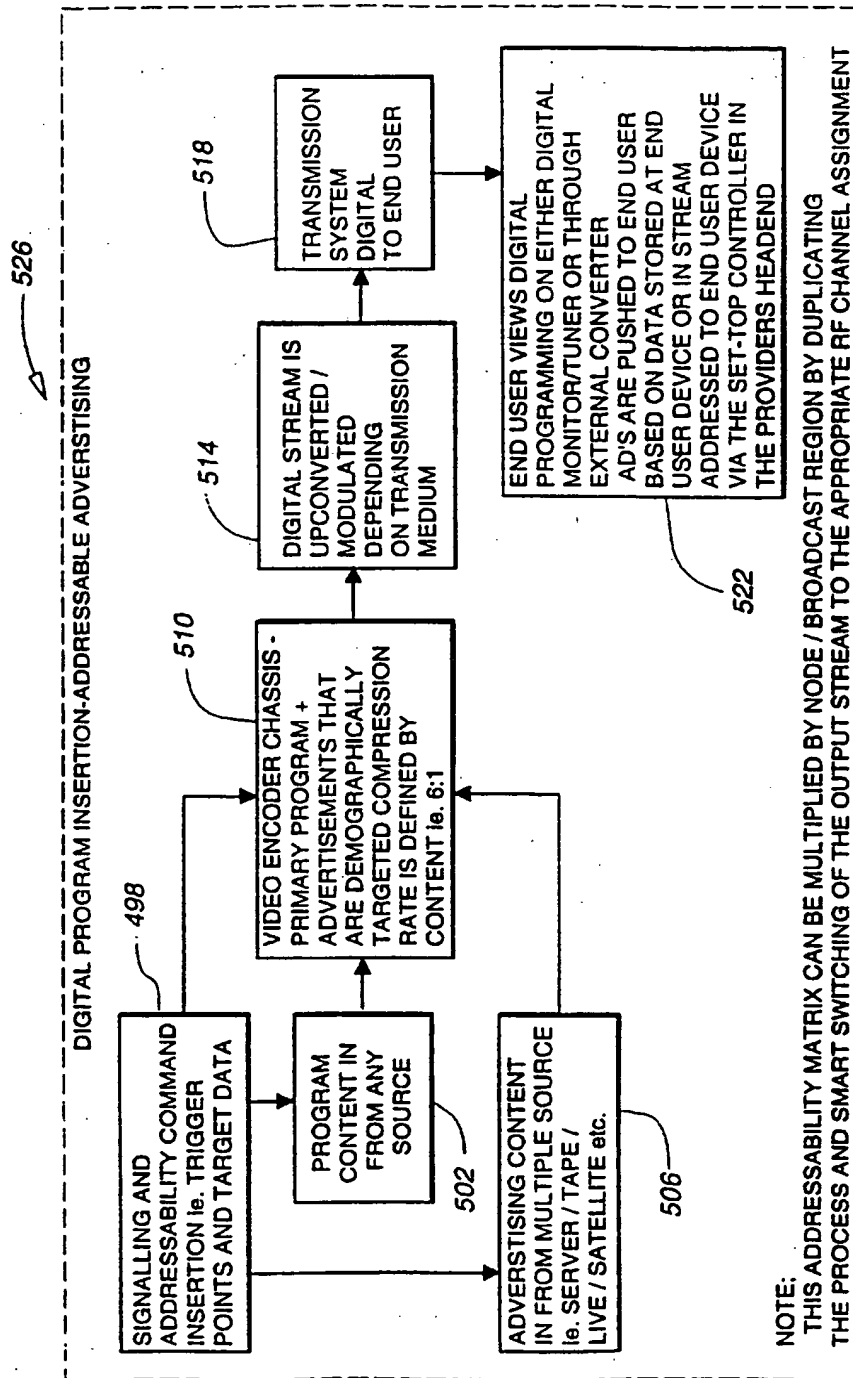 526
DIGITAL PROGRAM INSERTION-ADDRESSABLE ADVERSTISING
SIGNALLING AND
ADDRESSABILITY COMMAND
INSERTION ie. TRIGGER
POINTS AND TARGET DATA
498
PROGRAM
CONTENT IN
FROM ANY
SOURCE
502
ADVERSTISING CONTENT
IN FROM MULTIPLE SOURCE
ie. SERVER / TAPE /
LIVE / SATELLITE etc.
506
VIDEO ENCODER CHASSIS -
PRIMARY PROGRAM +
ADVERTISEMENTS THAT
ARE DEMOGRAPHICALLY
TARGETED COMPRESSION
RATE IS DEFINED BY
CONTENT ie. 6:1
510
DIGITAL STREAM IS
UPCONVERTED /
MODULATED
DEPENDING
ON TRANSMISSION
MEDIUM
514
TRANSMISSION
SYSTEM
DIGITAL
TO END USER
518
END USER VIEWS DIGITAL
PROGRAMMING ON EITHER DIGITAL
MONITOR/TUNER OR THROUGH
EXTERNAL CONVERTER
AD'S ARE PUSHED TO END USER
BASED ON DATA STORED AT END
USER DEVICE OR IN STREAM
ADDRESSED TO END USER DEVICE
VIA THE SET-TOP CONTROLLER IN
THE PROVIDERS HEADEND
522
NOTE:
THIS ADDRESSABILITY MATRIX CAN BE MULTIPLIED BY NODE / BROADCAST REGION BY DUPLICATING
THE PROCESS AND SMART SWITCHING OF THE OUTPUT STREAM TO THE APPROPRIATE RF CHANNEL ASSIGNMENT